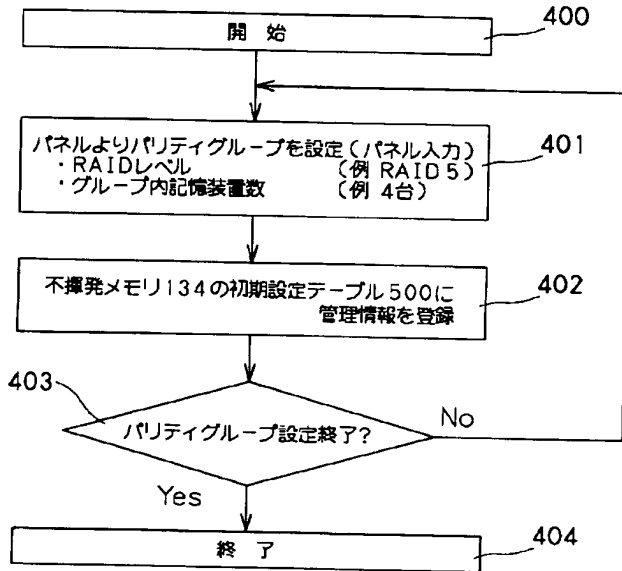 開 始
400
パネルよりパリティグループを設定(パネル入力)
・RAIDレベル (例 RAID5)
・グループ内記憶装置数 (例 4台)
401
不揮発メモリ134の初期設定テーブル500に
管理情報を登録
402
403
パリティグループ設定終了?
No
Yes
終 了
404